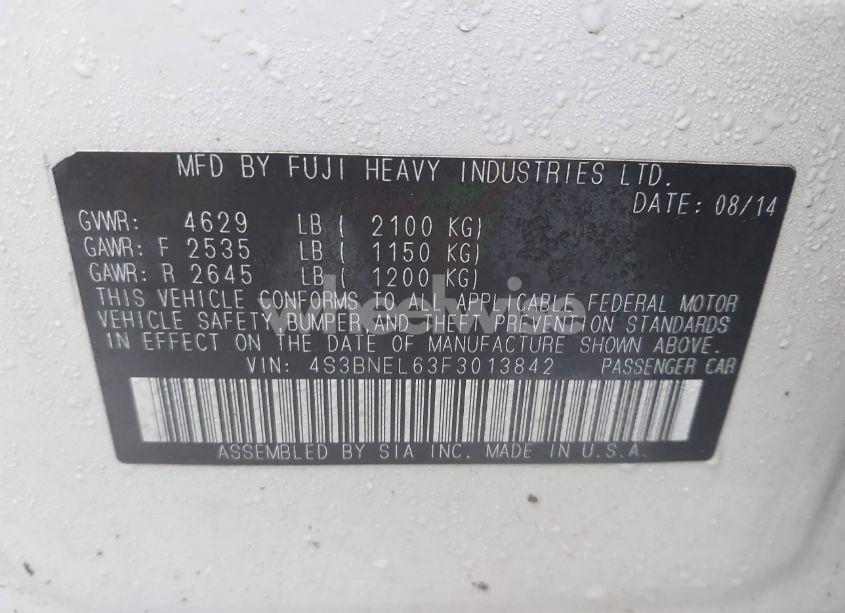 MFD BY FUJI HEAVY INDUSTRIES LTD.
DATE: 08/14
GVWR: 4629 LB ( 2100 KG)
GAWR: F 2535 LB ( 1150 KG)
GAWR: R 2645 LB ( 1200 KG)
THIS VEHICLE CONFORMS TO ALL APPLICABLE FEDERAL MOTOR
VEHICLE SAFETY,BUMPER,AND THEFT PREVENTION STANDARDS
IN EFFECT ON THE DATE OF MANUFACTURE SHOWN ABOVE.
wheelwise
VIN: 4S3BNEL63F3013842 PASSENGER CAR
ASSEMBLED BY SIA INC. MADE IN U.S.A.